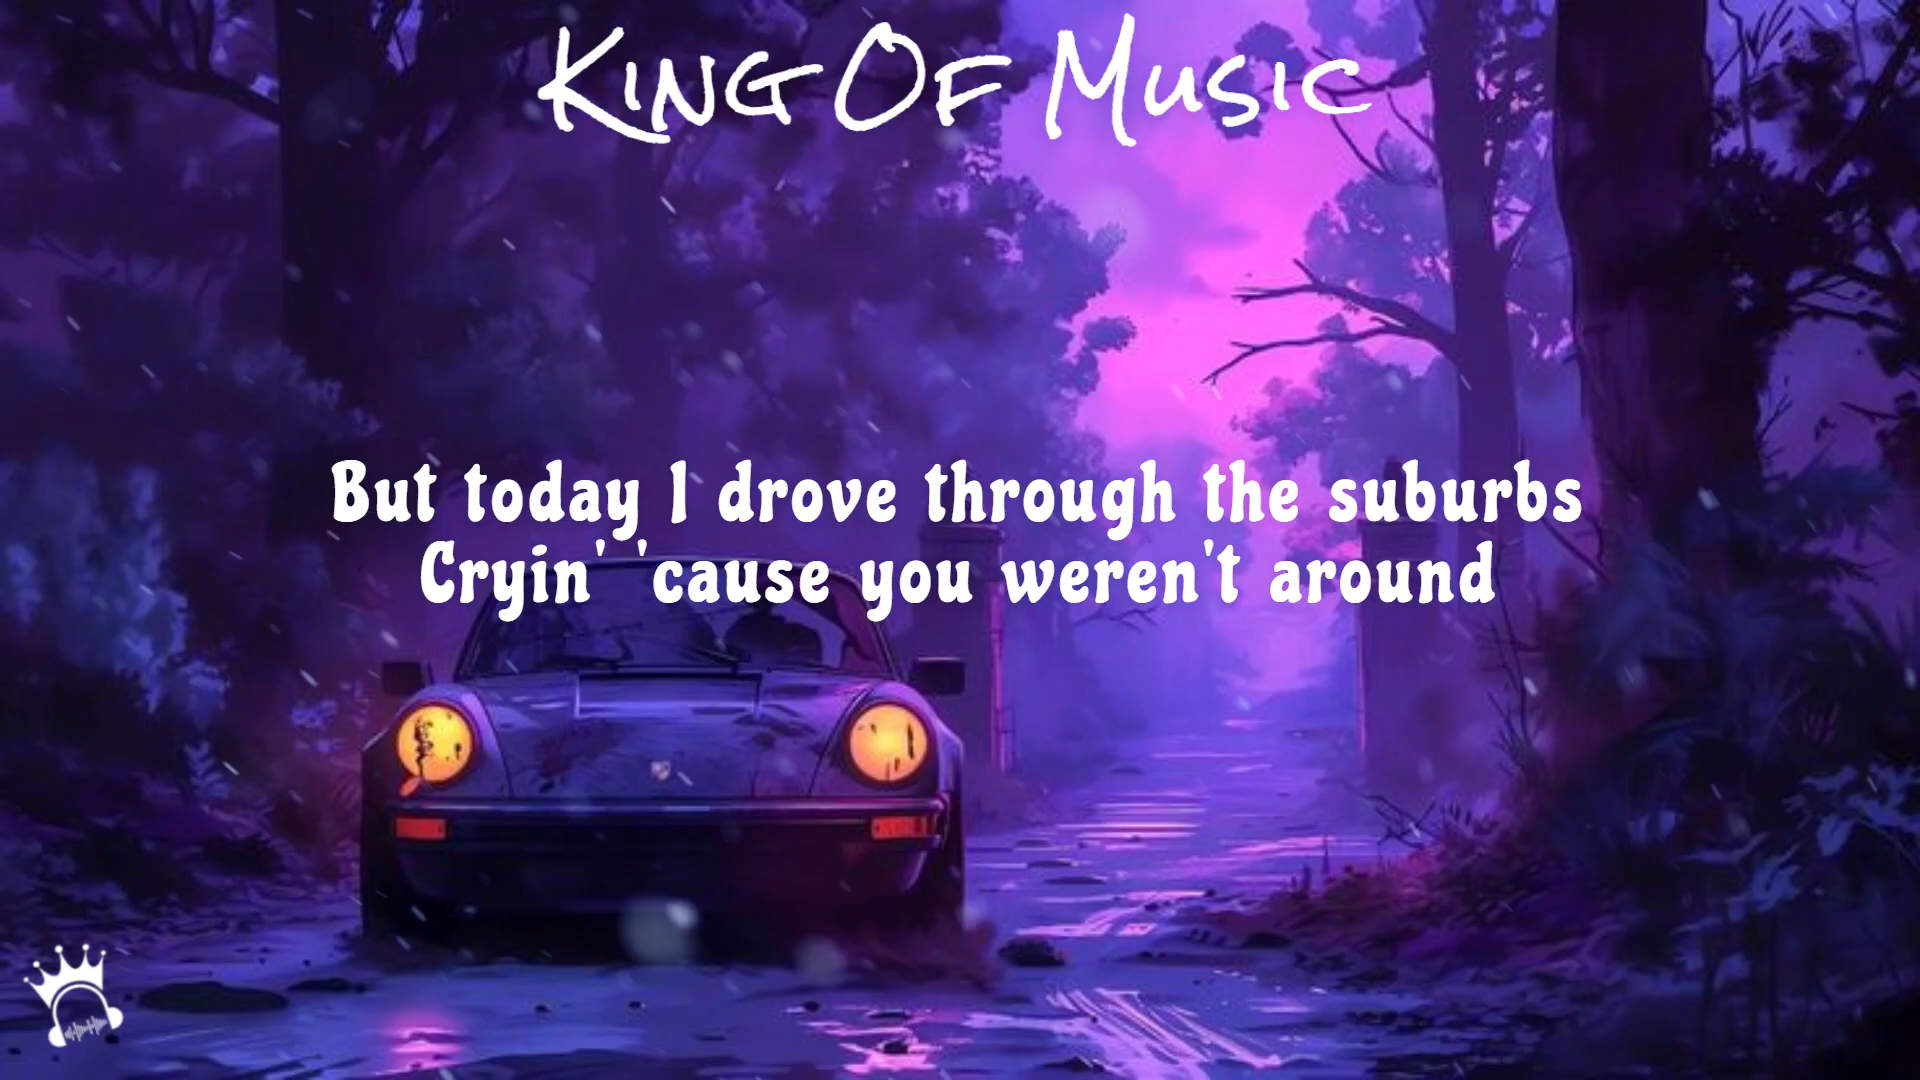 King Of Music
But today I drove through the suburbs
Cryin' 'cause you weren't around